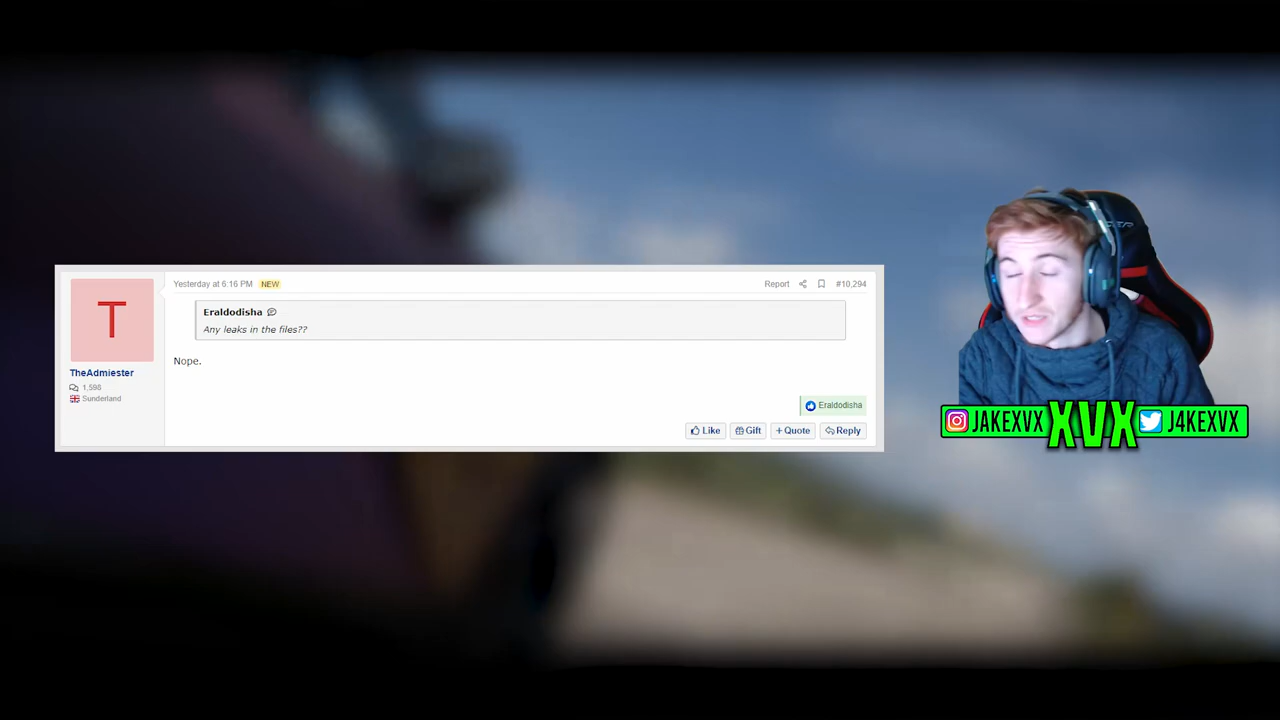 Yesterday at 6:16 PM NEW
Report #10,294
T
Eraldodisha
Any leaks in the files??
Nope.
TheAdmiester
1,598
Sunderland
Eraldodisha
Like Gift + Quote Reply
JAKEXVX XVX J4KEXVX